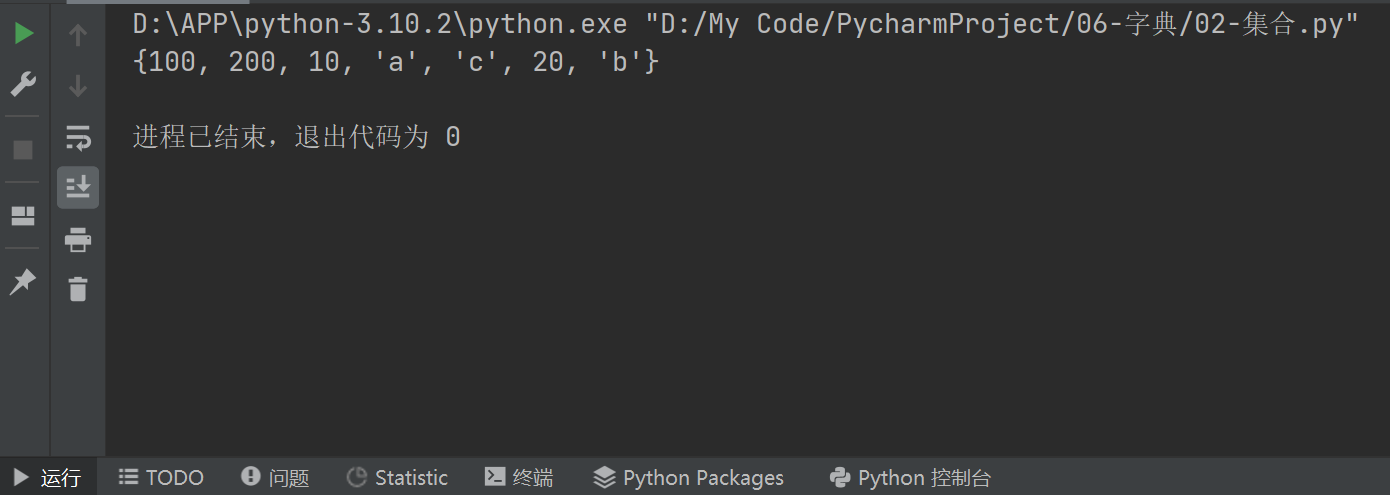 D:\APP\python-3.10.2\python.exe "D:/My Code/PycharmProject/06-字典/02-集合.py"
{100, 200, 10, 'a', 'c', 20, 'b'}
进程已结束，退出代码为 0
运行 TODO 问题 Statistic 终端 Python Packages Python 控制台